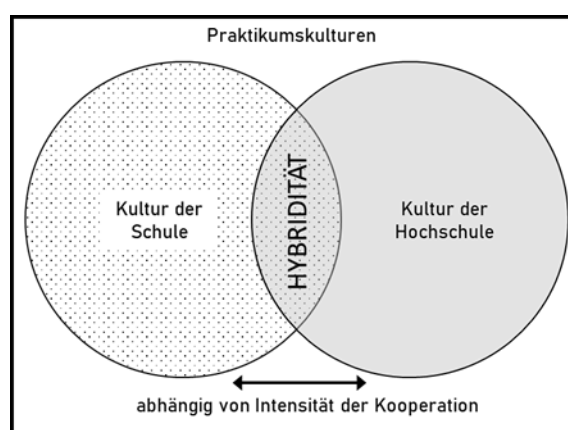 Praktikumskulturen
Kultur der
Schule
HYBRIDITÄT
Kultur der
Hochschule
abhängig von Intensität der Kooperation